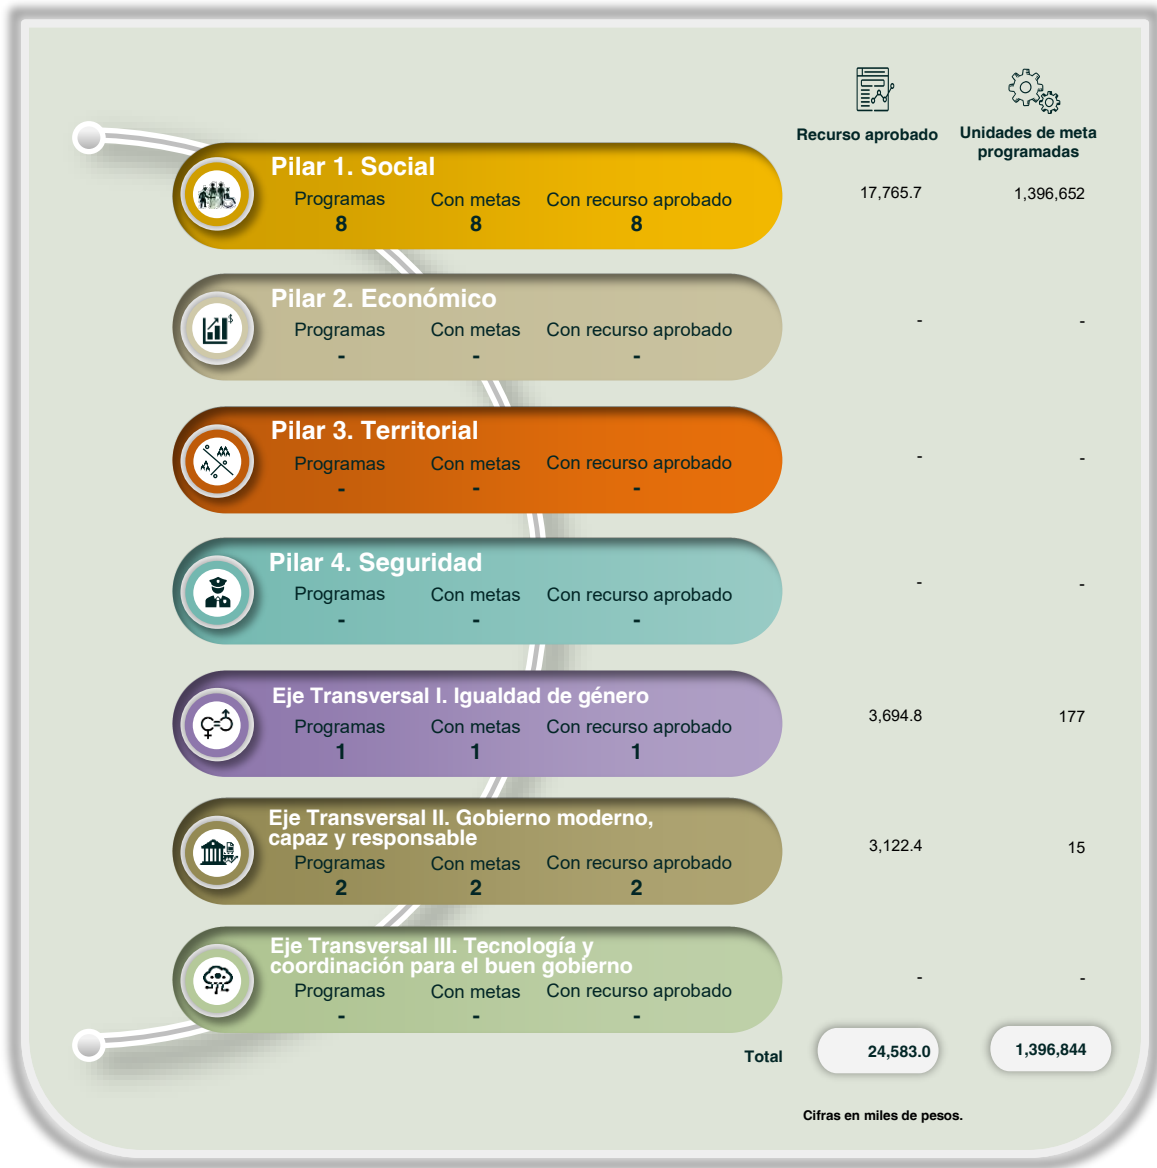 Recurso aprobado
Unidades de meta
programadas
Pilar 1. Social
Programas Con metas Con recurso aprobado
8 8 8
17,765.7 1,396,652
Pilar 2. Económico
Programas Con metas Con recurso aprobado
- - -
- -
Pilar 3. Territorial
Programas Con metas Con recurso aprobado
- - -
- -
Pilar 4. Seguridad
Programas Con metas Con recurso aprobado
- - -
- -
Eje Transversal I. Igualdad de género
Programas Con metas Con recurso aprobado
1 1 1
3,694.8 177
Eje Transversal II. Gobierno moderno,
capaz y responsable
Programas Con metas Con recurso aprobado
2 2 2
3,122.4 15
Eje Transversal III. Tecnología y
coordinación para el buen gobierno
Programas Con metas Con recurso aprobado
- - -
- -
Total 24,583.0 1,396,844
Cifras en miles de pesos.